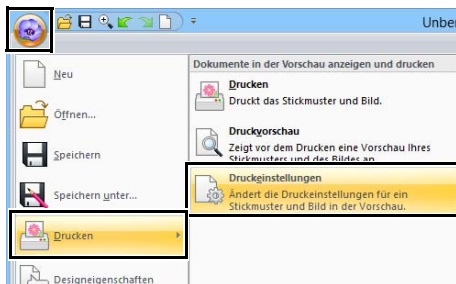 Unber
Neu
Öffnen...
Speichern
Speichern unter...
Drucken
Designeigenschaften
Dokumente in der Vorschau anzeigen und drucken
Drucken
Druckt das Stickmuster und Bild.
Druckvorschau
Zeigt vor dem Drucken eine Vorschau Ihres
Stickmusters und des Bildes an.
Druckeinstellungen
Ändert die Druckeinstellungen für ein
Stickmuster und Bild in der Vorschau.